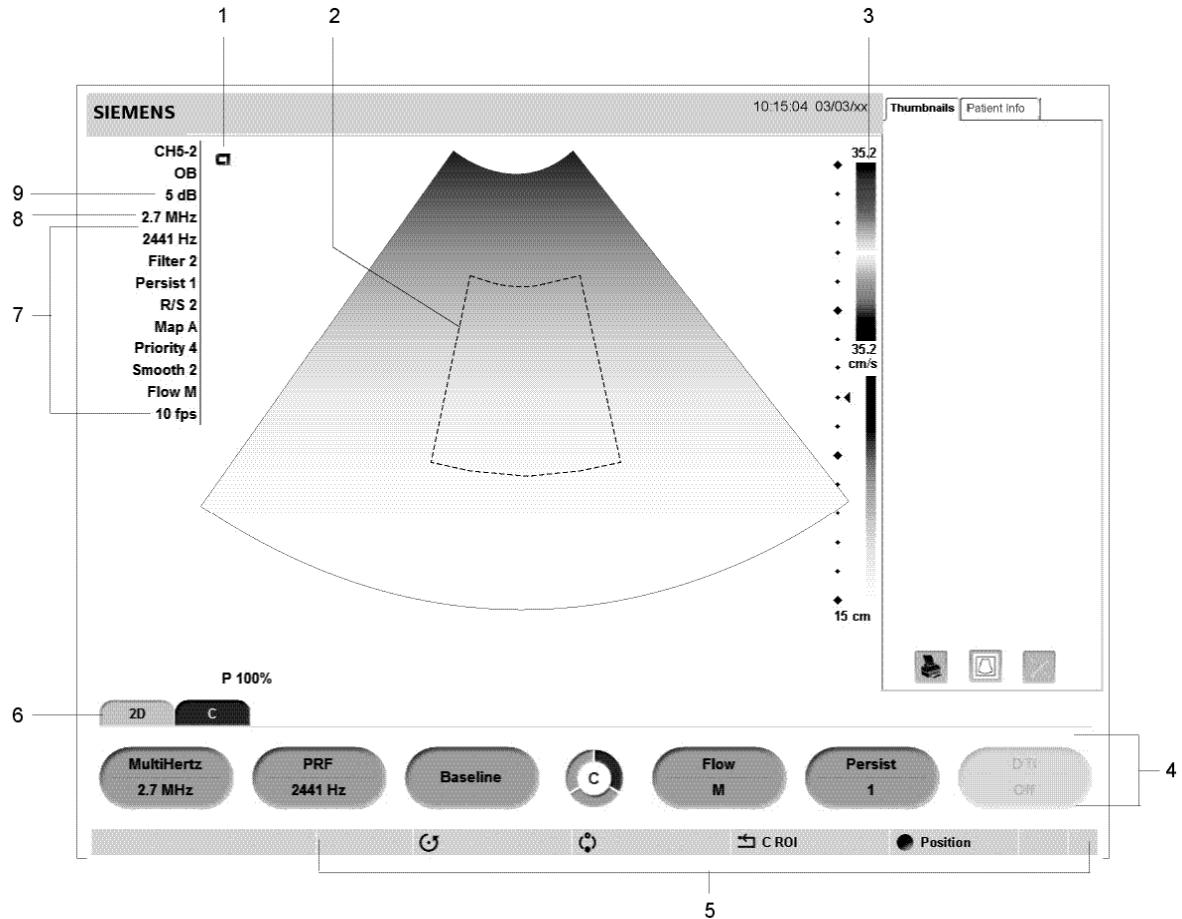 1 2 3
SIEMENS
10:15:04 03/03/xx
Thumbnails Patient Info
CH5-2
OB
9 5 dB
8 2.7 MHz
2441 Hz
Filter 2
Persist 1
7 R/S 2
Map A
Priority 4
Smooth 2
Flow M
10 fps
35.2
35.2
cm/s
15 cm
P 100%
6 2D C
MultiHertz
2.7 MHz
PRF
2441 Hz
Baseline
C
Flow
M
Persist
1
DTI
Off
4
C ROI
Position
5